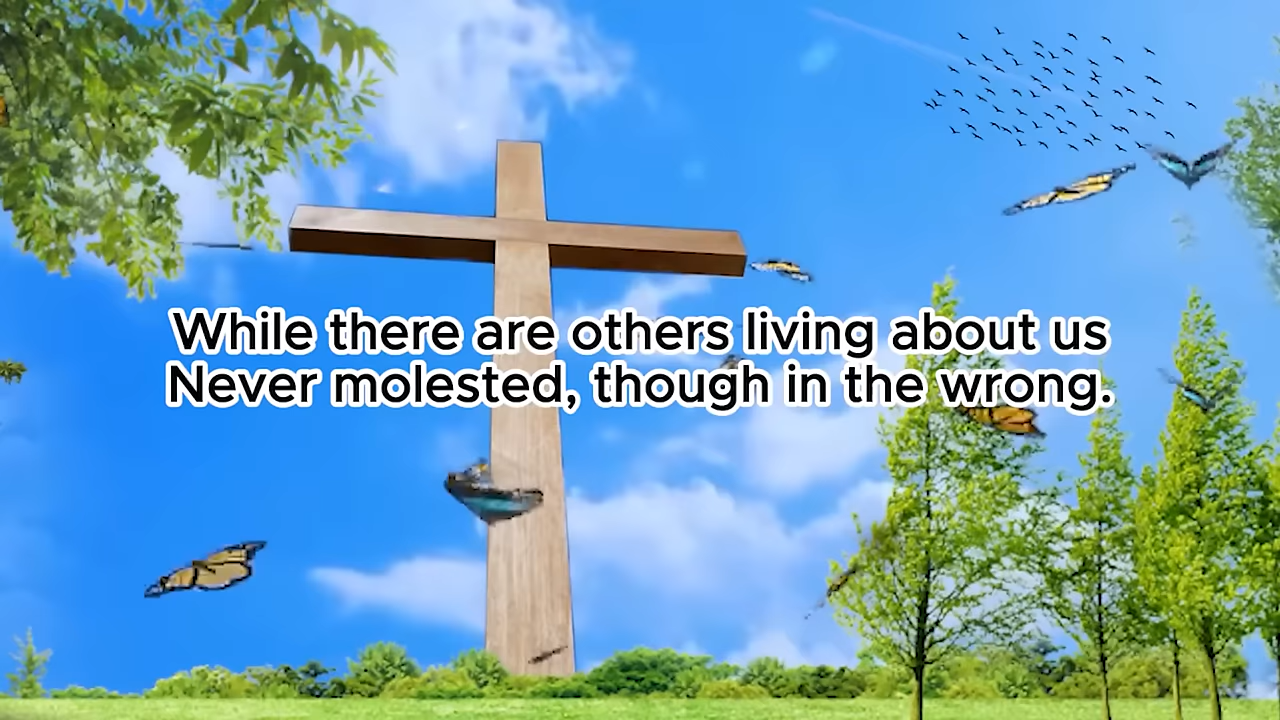 While there are others living about us
Never molested, though in the wrong.